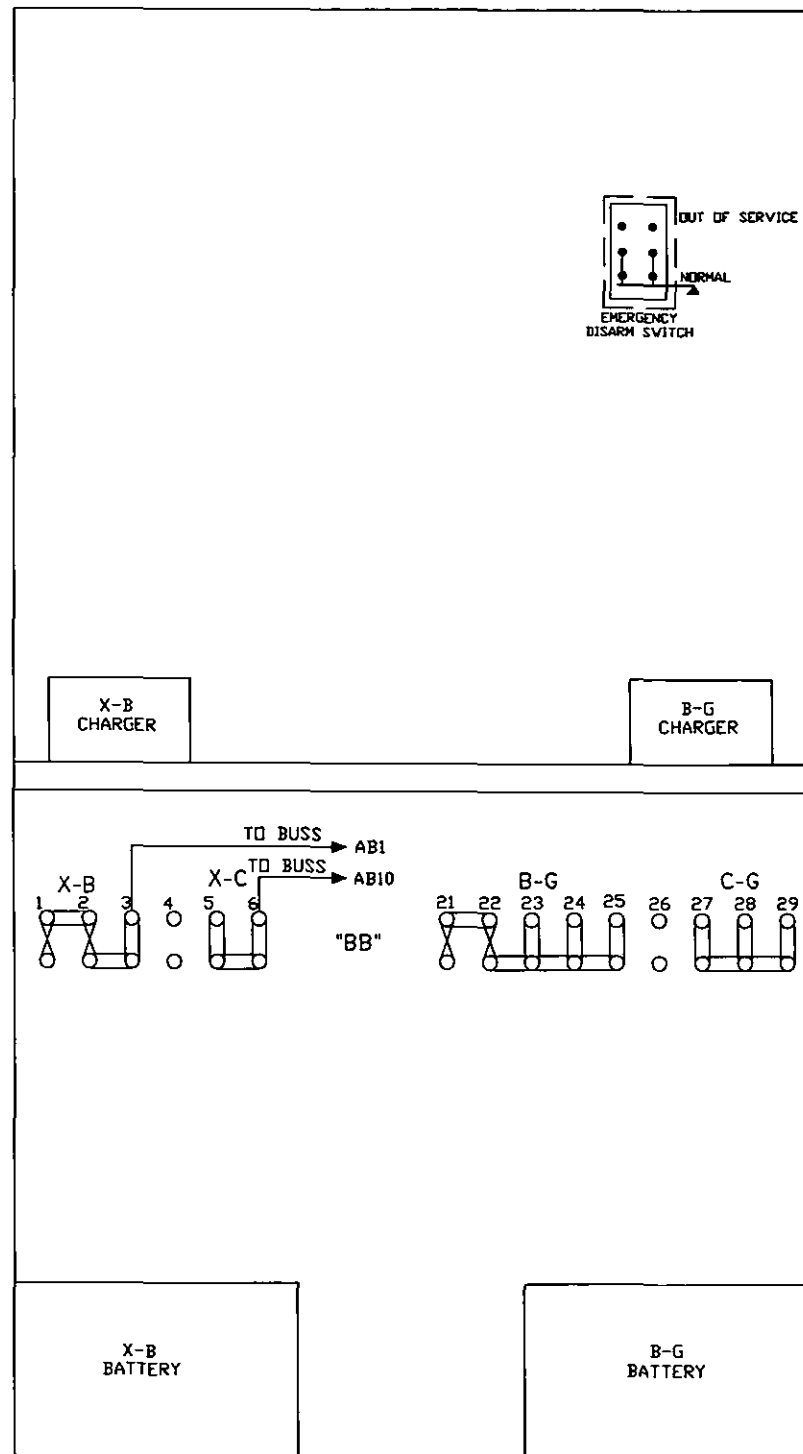 OUT OF SERVICE
NORMAL
EMERGENCY
DISARM SWITCH
X-B
CHARGER
B-G
CHARGER
TO BUSS
AB1
TO BUSS
AB10
X-B
X-C
B-G
C-G
1 2 3 4 5 6
21 22 23 24 25 26 27 28 29
"BB"
X-B
BATTERY
B-G
BATTERY